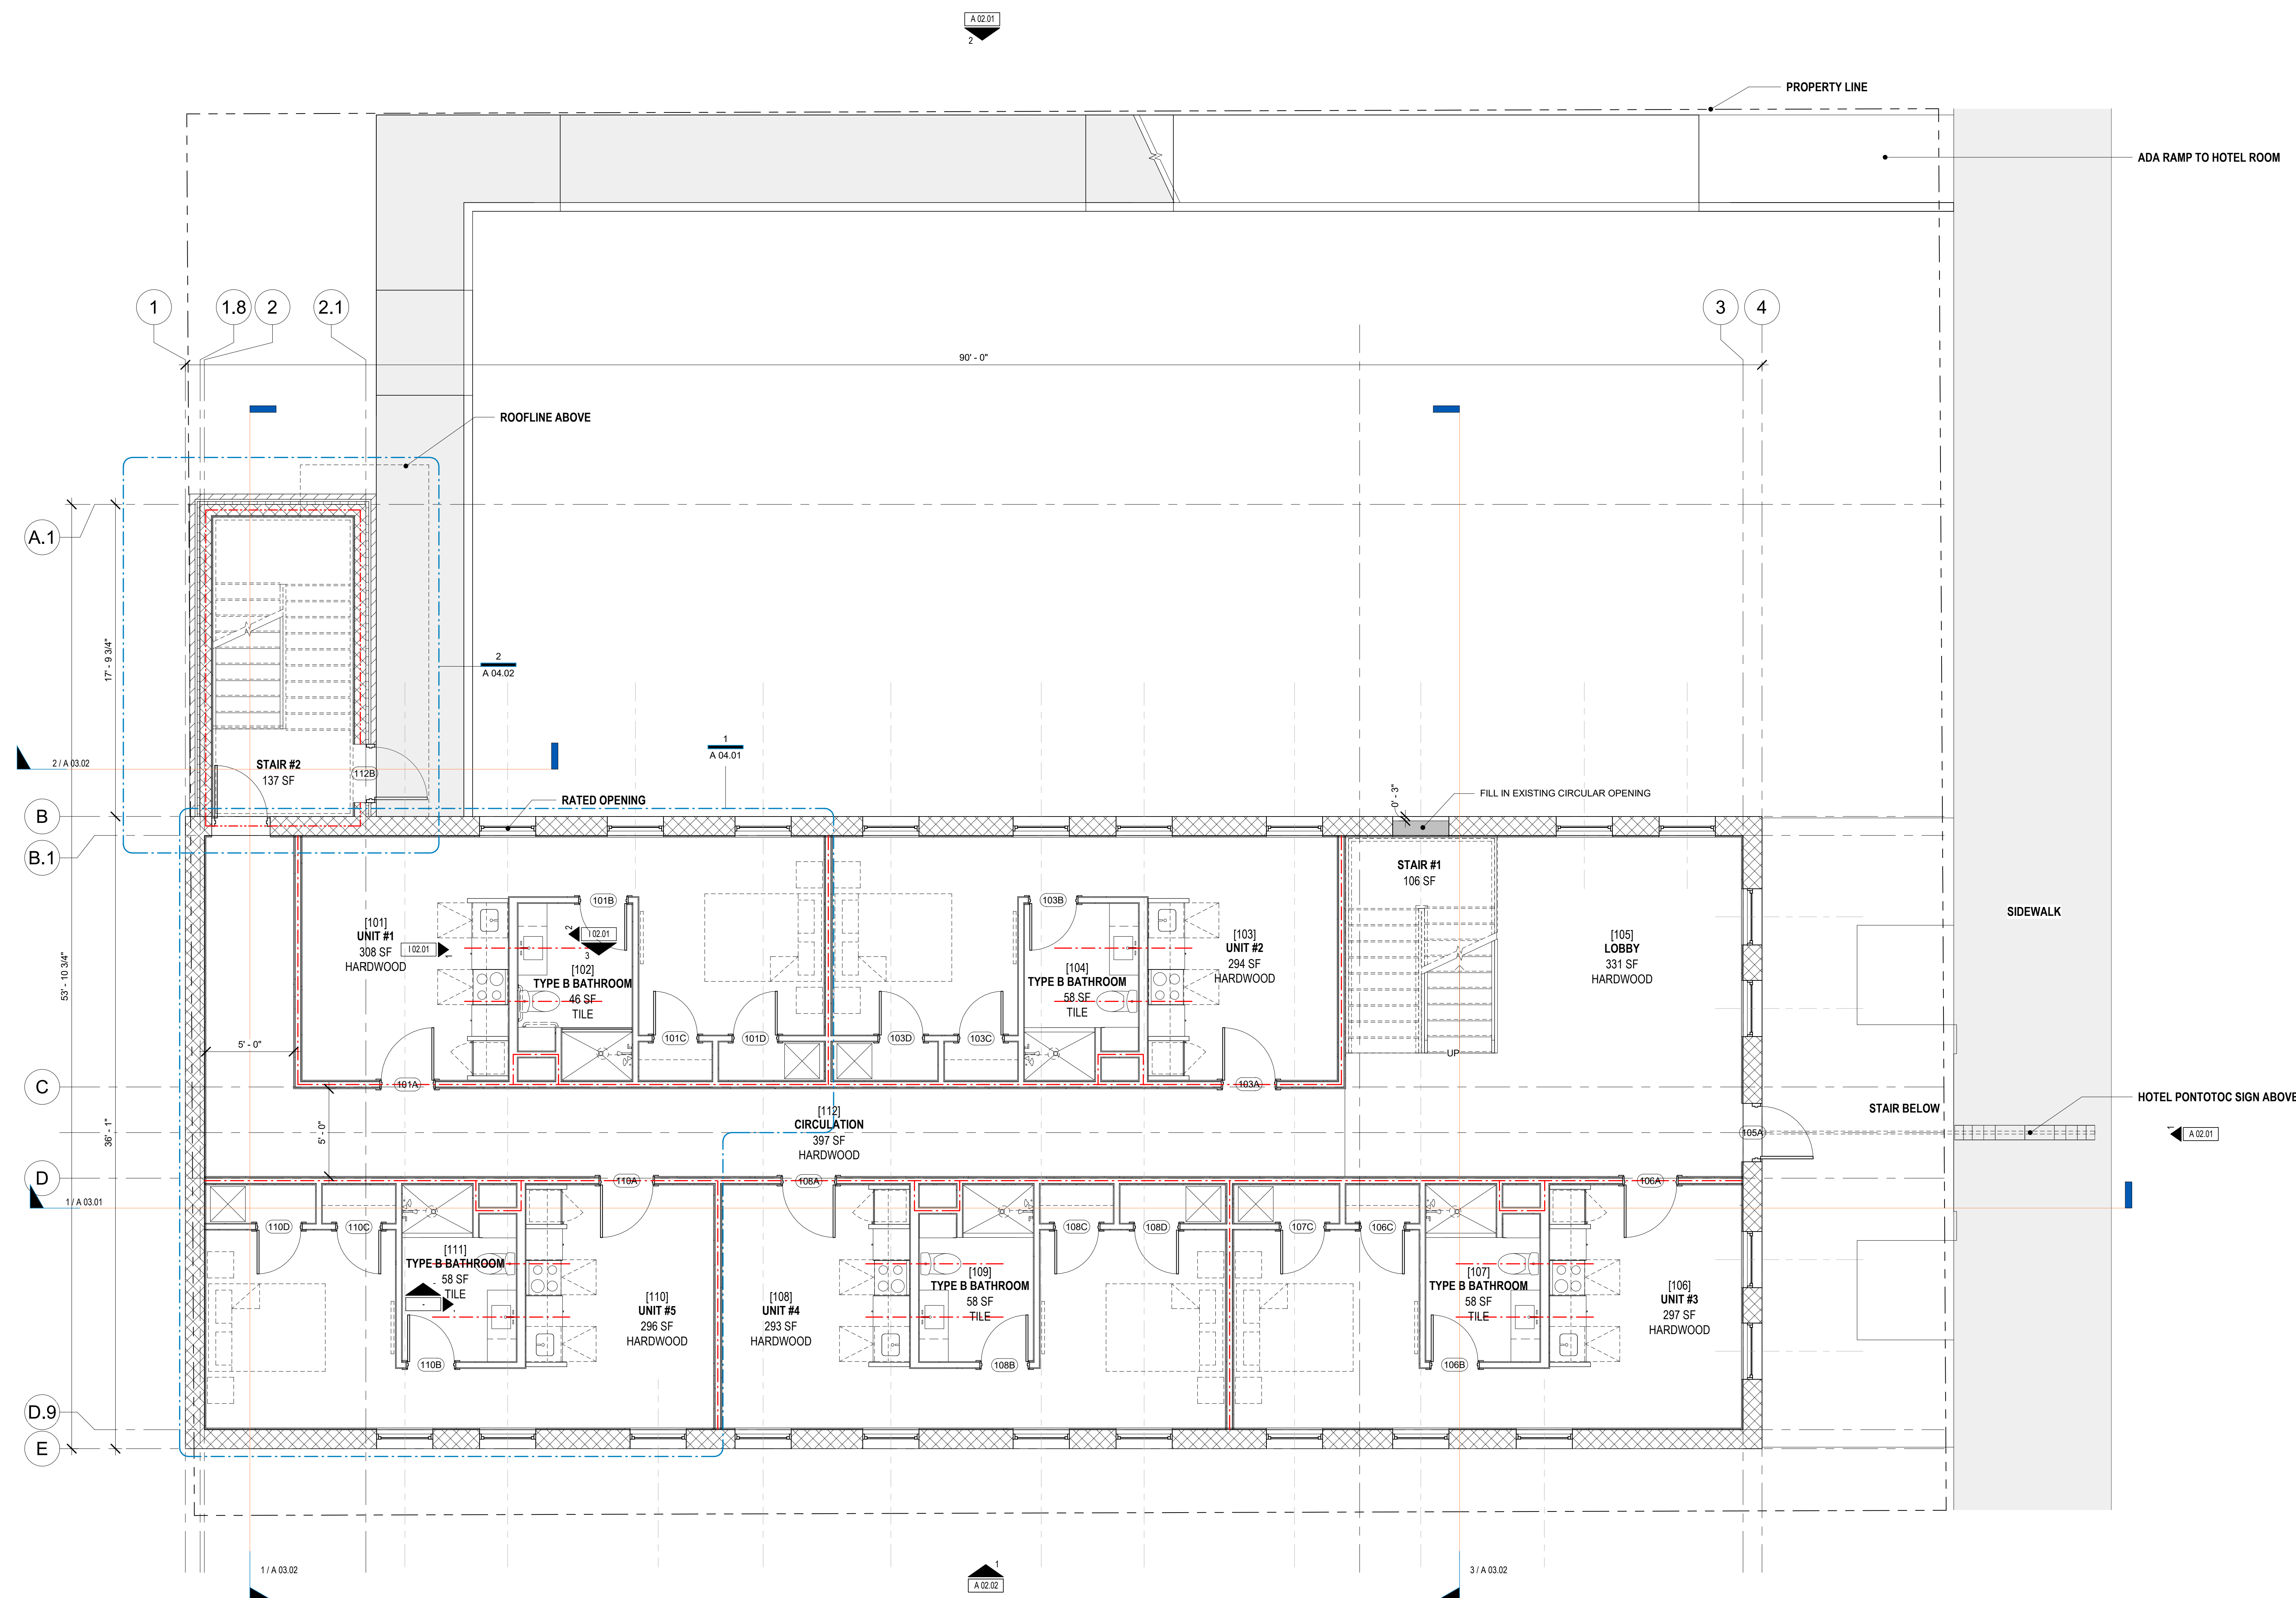 A 02.01
2
PROPERTY LINE
ADA RAMP TO HOTEL ROOM
1
1.8
2
2.1
3
4
90' - 0"
ROOFLINE ABOVE
A.1
17' - 9 3/4"
2
A 04.02
1
A 04.01
2 / A 03.02
STAIR #2
137 SF
112B
RATED OPENING
0' - 3"
FILL IN EXISTING CIRCULAR OPENING
B
B.1
STAIR #1
106 SF
101B
103B
[101]
UNIT #1
308 SF
HARDWOOD
I 02.01
1
2
I 02.01
3
[102]
TYPE B BATHROOM
46 SF
TILE
[104]
TYPE B BATHROOM
58 SF
TILE
[103]
UNIT #2
294 SF
HARDWOOD
[105]
LOBBY
331 SF
HARDWOOD
SIDEWALK
53' - 10 3/4"
5' - 0"
101C
101D
103D
103C
UP
C
101A
103A
36' - 1"
5' - 0"
[112]
CIRCULATION
397 SF
HARDWOOD
STAIR BELOW
HOTEL PONTOTOC SIGN ABOVE
105A
1
A 02.01
D
1 / A 03.01
110A
108A
106A
110D
110C
108C
108D
107C
106C
[111]
TYPE B BATHROOM
58 SF
TILE
-
[110]
UNIT #5
296 SF
HARDWOOD
[108]
UNIT #4
293 SF
HARDWOOD
[109]
TYPE B BATHROOM
58 SF
TILE
[107]
TYPE B BATHROOM
58 SF
TILE
[106]
UNIT #3
297 SF
HARDWOOD
110B
108B
106B
D.9
E
1 / A 03.02
1
A 02.02
3 / A 03.02